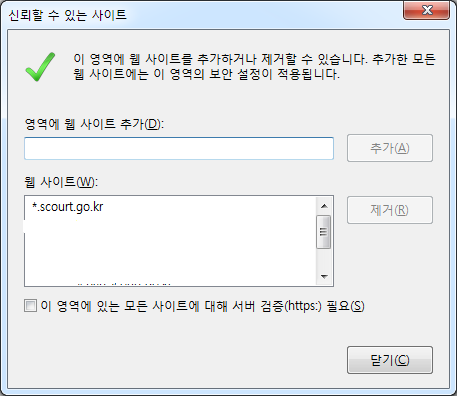 신뢰할 수 있는 사이트
이 영역에 웹 사이트를 추가하거나 제거할 수 있습니다. 추가한 모든
웹 사이트에는 이 영역의 보안 설정이 적용됩니다.
영역에 웹 사이트 추가(D):
추가(A)
웹 사이트(W):
*.scourt.go.kr
제거(R)
이 영역에 있는 모든 사이트에 대해 서버 검증(https:) 필요(S)
닫기(C)